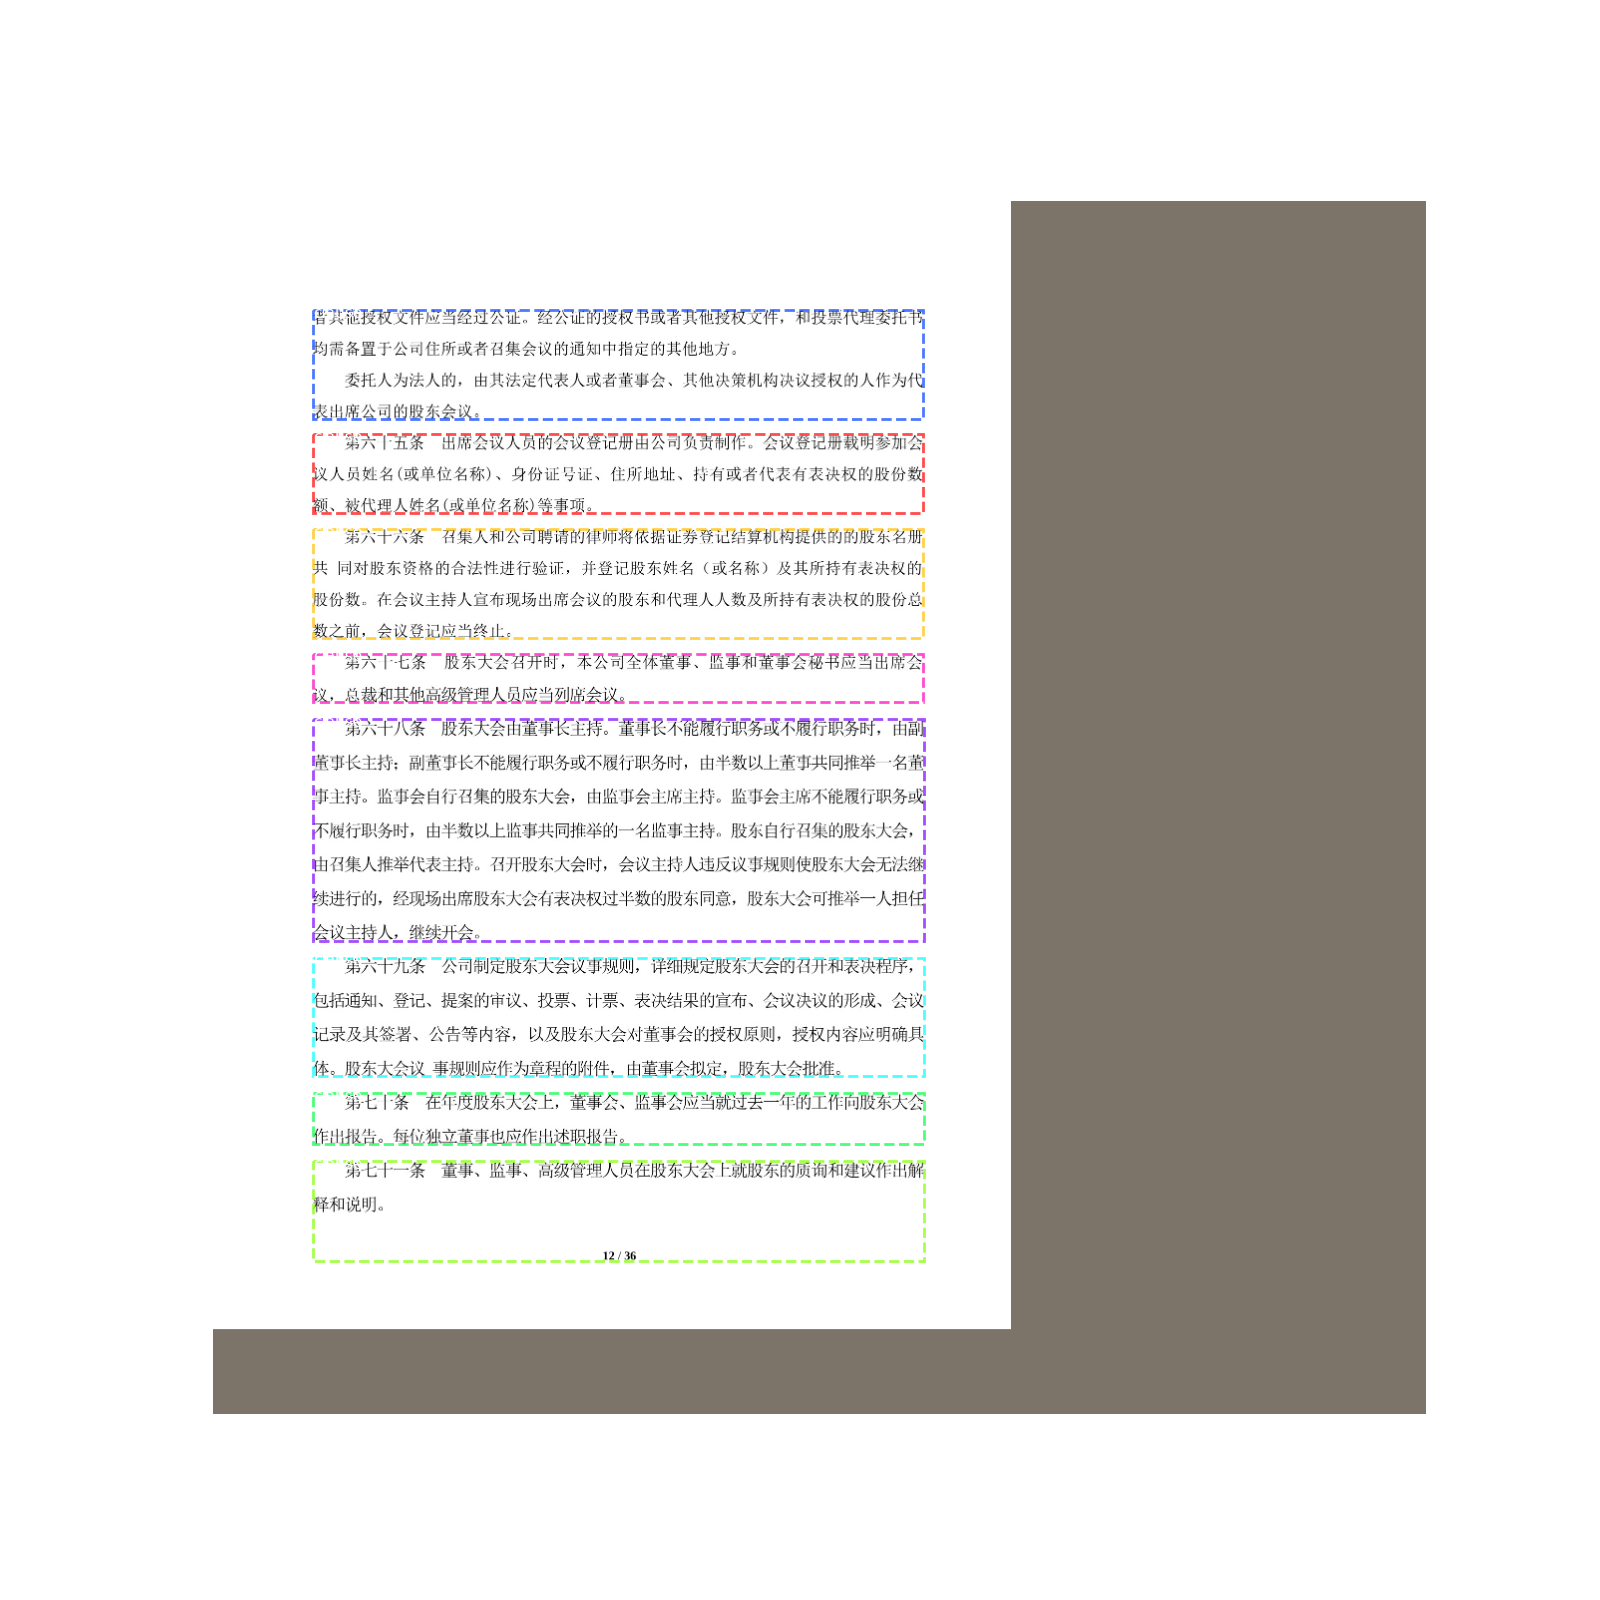 者其他授权文件应当经过公证。经公证的授权书或者其他授权文件，和投票代理委托书
均需备置于公司住所或者召集会议的通知中指定的其他地方。
委托人为法人的，由其法定代表人或者董事会、其他决策机构决议授权的人作为代
表出席公司的股东会议。
第六十五条　出席会议人员的会议登记册由公司负责制作。会议登记册载明参加会
议人员姓名(或单位名称)、身份证号证、住所地址、持有或者代表有表决权的股份数
额、被代理人姓名(或单位名称)等事项。
第六十六条　召集人和公司聘请的律师将依据证券登记结算机构提供的的股东名册
共 同对股东资格的合法性进行验证，并登记股东姓名（或名称）及其所持有表决权的
股份数。在会议主持人宣布现场出席会议的股东和代理人人数及所持有表决权的股份总
数之前，会议登记应当终止。
第六十七条　股东大会召开时，本公司全体董事、监事和董事会秘书应当出席会
议，总裁和其他高级管理人员应当列席会议。
第六十八条　股东大会由董事长主持。董事长不能履行职务或不履行职务时，由副
董事长主持；副董事长不能履行职务或不履行职务时，由半数以上董事共同推举一名董
事主持。监事会自行召集的股东大会，由监事会主席主持。监事会主席不能履行职务或
不履行职务时，由半数以上监事共同推举的一名监事主持。股东自行召集的股东大会，
由召集人推举代表主持。召开股东大会时，会议主持人违反议事规则使股东大会无法继
续进行的，经现场出席股东大会有表决权过半数的股东同意，股东大会可推举一人担任
会议主持人，继续开会。
第六十九条　公司制定股东大会议事规则，详细规定股东大会的召开和表决程序，
包括通知、登记、提案的审议、投票、计票、表决结果的宣布、会议决议的形成、会议
记录及其签署、公告等内容，以及股东大会对董事会的授权原则，授权内容应明确具
体。股东大会议 事规则应作为章程的附件，由董事会拟定，股东大会批准。
第七十条　在年度股东大会上，董事会、监事会应当就过去一年的工作向股东大会
作出报告。每位独立董事也应作出述职报告。
第七十一条　董事、监事、高级管理人员在股东大会上就股东的质询和建议作出解
释和说明。
12 / 36